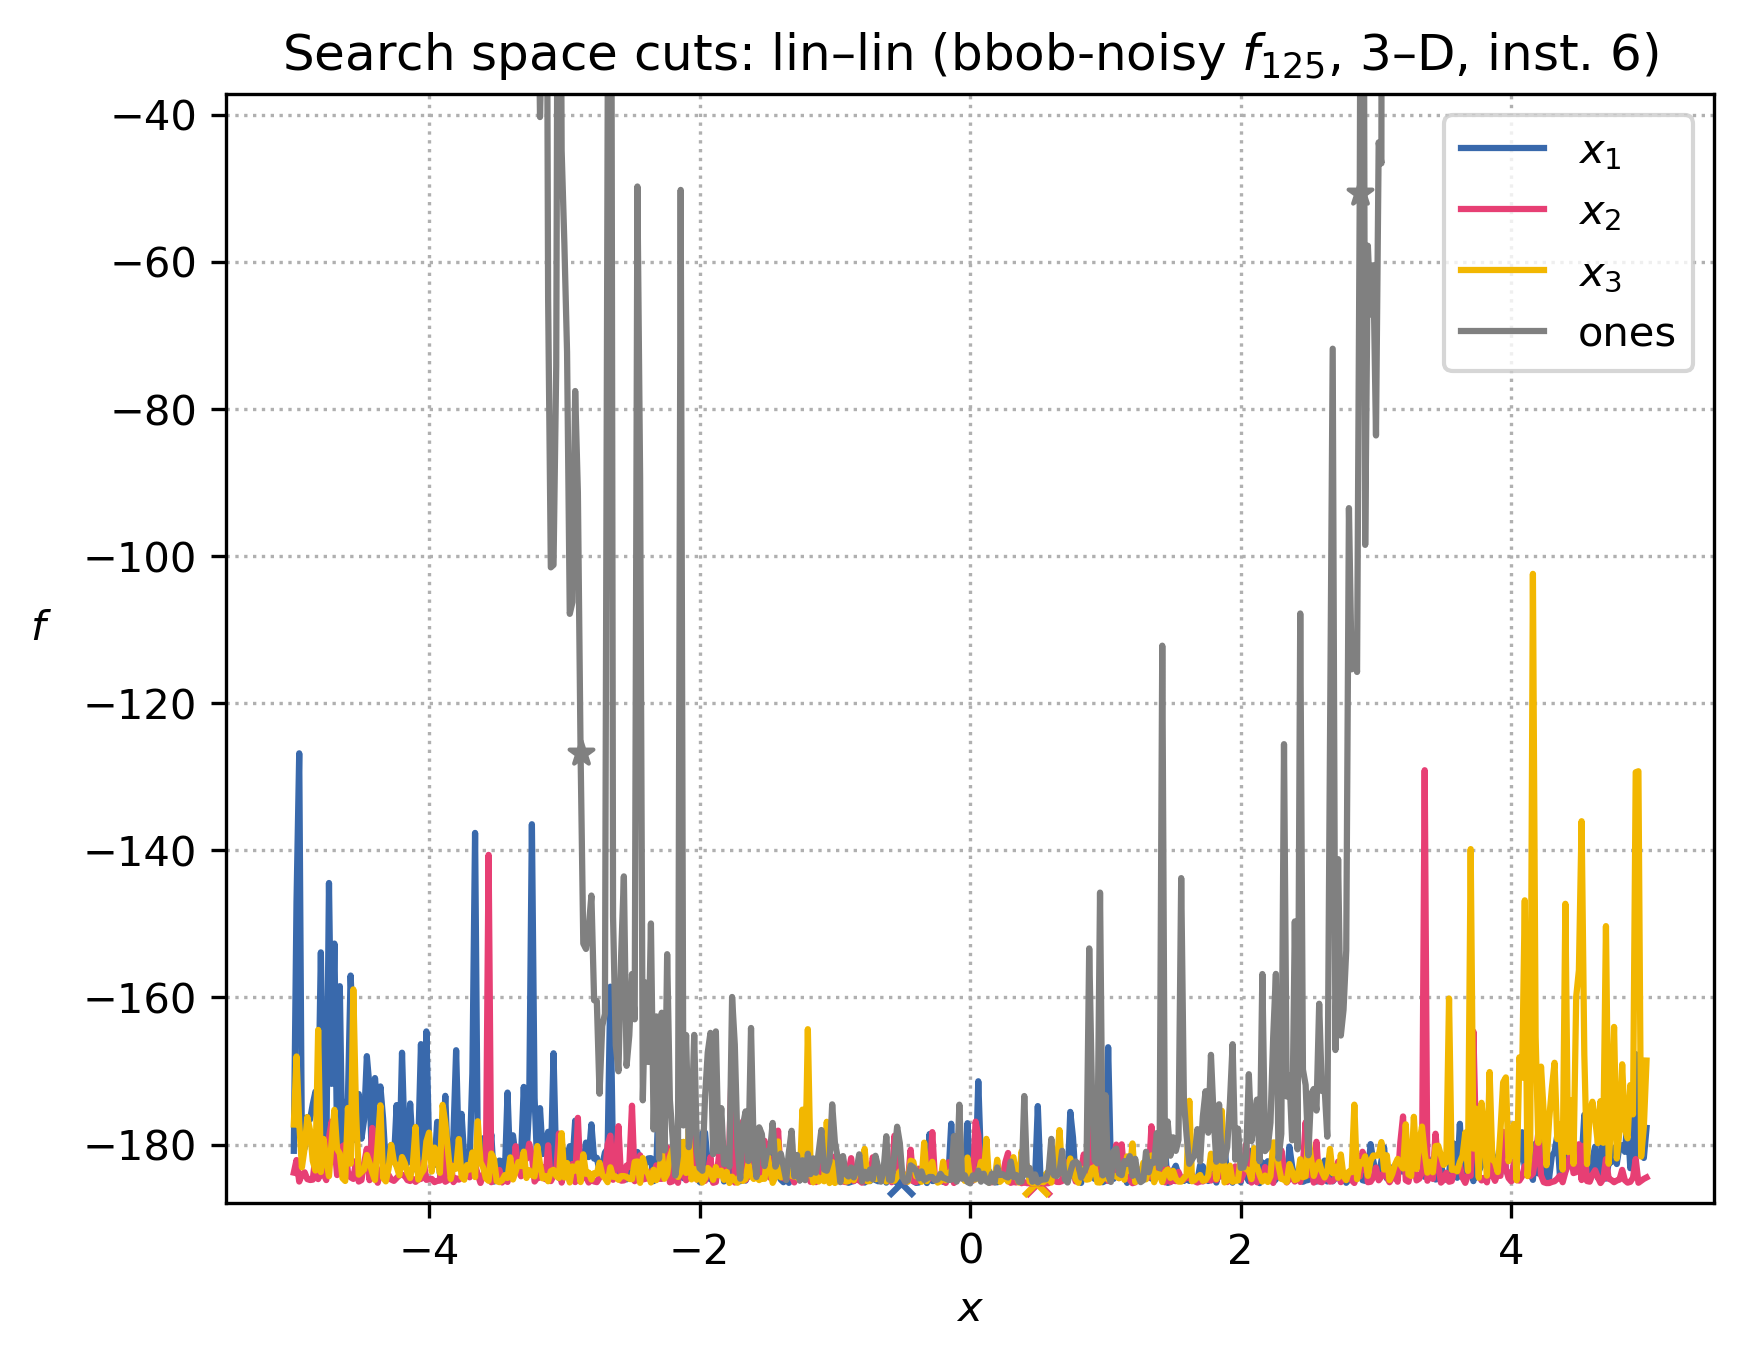 Search space cuts: lin–lin (bbob-noisy f₁₂₅, 3–D, inst. 6)
−40
−60
−80
−100
−120
−140
−160
−180
f
−4
−2
0
2
4
x
x₁
x₂
x₃
ones